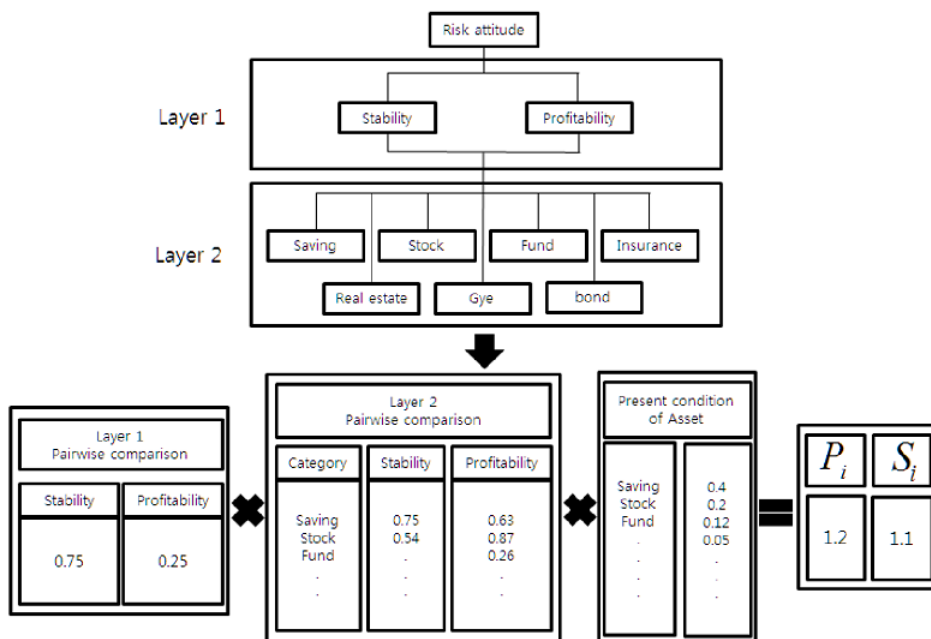 Risk attitude
Layer 1
Stability
Profitability
Layer 2
Saving
Stock
Fund
Insurance
Real estate
Gye
bond
Layer 1
Pairwise comparison
Stability
Profitability
0.75
0.25
Layer 2
Pairwise comparison
Category
Stability
Profitability
Saving
0.75
0.63
Stock
0.54
0.87
Fund
0.26
.
.
.
.
.
.
.
.
.
Present condition
of Asset
Saving
0.4
Stock
0.2
Fund
0.12
0.05
.
.
.
.
.
.
P_i
S_i
1.2
1.1